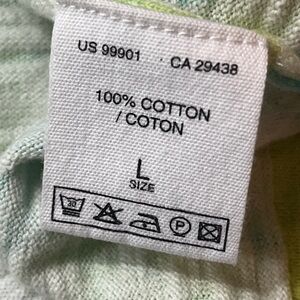 US 99901 · CA 29438
100% COTTON
/ COTON
L
SIZE
30
P